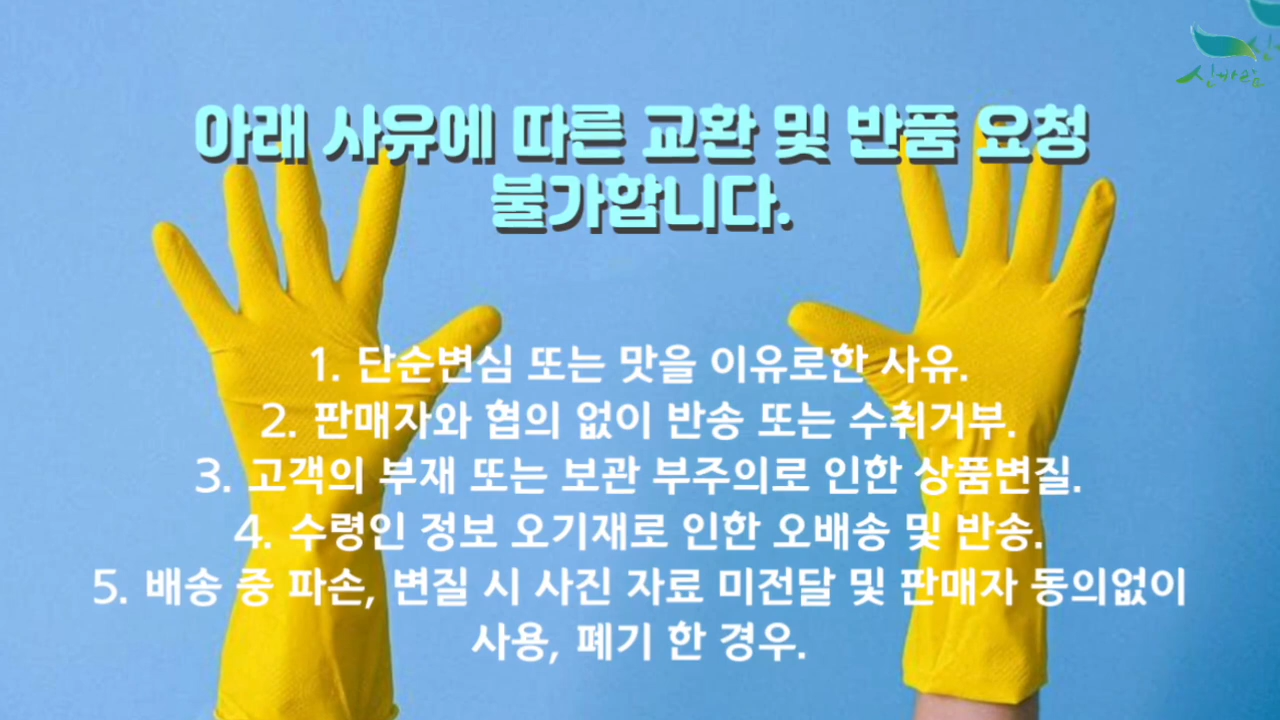 신바람
아래 사유에 따른 교환 및 반품 요청
불가합니다.
1. 단순변심 또는 맛을 이유로한 사유.
2. 판매자와 협의 없이 반송 또는 수취거부.
3. 고객의 부재 또는 보관 부주의로 인한 상품변질.
4. 수령인 정보 오기재로 인한 오배송 및 반송.
5. 배송 중 파손, 변질 시 사진 자료 미전달 및 판매자 동의없이
사용, 폐기 한 경우.